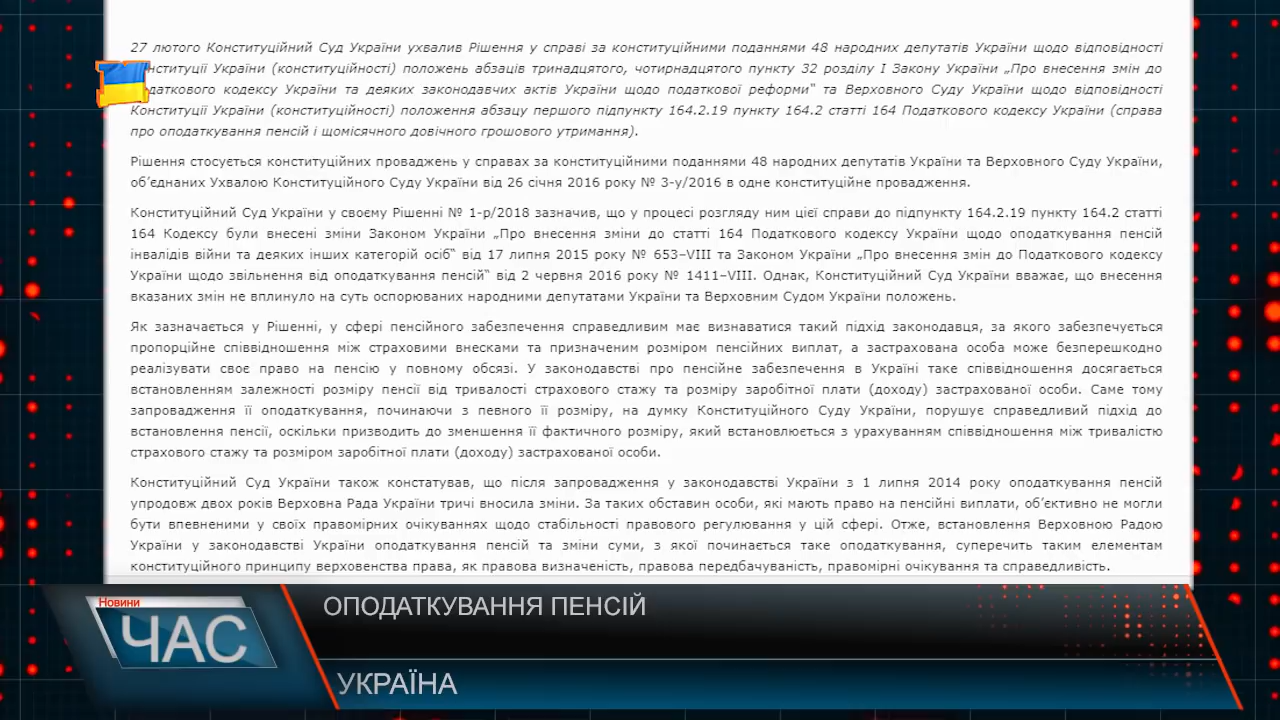 27 лютого Конституційний Суд України ухвалив Рішення у справі за конституційними поданнями 48 народних депутатів України щодо відповідності
Конституції України (конституційності) положень абзаців тринадцятого, чотирнадцятого пункту 32 розділу I Закону України „Про внесення змін до
Податкового кодексу України та деяких законодавчих актів України щодо податкової реформи“ та Верховного Суду України щодо відповідності
Конституції України (конституційності) положення абзацу першого підпункту 164.2.19 пункту 164.2 статті 164 Податкового кодексу України (справа
про оподаткування пенсій і щомісячного довічного грошового утримання).
Рішення стосується конституційних проваджень у справах за конституційними поданнями 48 народних депутатів України та Верховного Суду України,
об’єднаних Ухвалою Конституційного Суду України від 26 січня 2016 року № 3-у/2016 в одне конституційне провадження.
Конституційний Суд України у своєму Рішенні № 1-р/2018 зазначив, що у процесі розгляду ним цієї справи до підпункту 164.2.19 пункту 164.2 статті
164 Кодексу були внесені зміни Законом України „Про внесення зміни до статті 164 Податкового кодексу України щодо оподаткування пенсій
інвалідів війни та деяких інших категорій осіб“ від 17 липня 2015 року № 653–VIII та Законом України „Про внесення змін до Податкового кодексу
України щодо звільнення від оподаткування пенсій“ від 2 червня 2016 року № 1411–VIII. Однак, Конституційний Суд України вважає, що внесення
вказаних змін не вплинуло на суть оспорюваних народними депутатами України та Верховним Судом України положень.
Як зазначається у Рішенні, у сфері пенсійного забезпечення справедливим має визнаватися такий підхід законодавця, за якого забезпечується
пропорційне співвідношення між страховими внесками та призначеним розміром пенсійних виплат, а застрахована особа може безперешкодно
реалізувати своє право на пенсію у повному обсязі. У законодавстві про пенсійне забезпечення в Україні таке співвідношення досягається
встановленням залежності розміру пенсії від тривалості страхового стажу та розміру заробітної плати (доходу) застрахованої особи. Саме тому
запровадження її оподаткування, починаючи з певного її розміру, на думку Конституційного Суду України, порушує справедливий підхід до
встановлення пенсії, оскільки призводить до зменшення її фактичного розміру, який встановлюється з урахуванням співвідношення між тривалістю
страхового стажу та розміром заробітної плати (доходу) застрахованої особи.
Конституційний Суд України також констатував, що після запровадження у законодавстві України з 1 липня 2014 року оподаткування пенсій
упродовж двох років Верховна Рада України тричі вносила зміни. За таких обставин особи, які мають право на пенсійні виплати, об’єктивно не могли
бути впевненими у своїх правомірних очікуваннях щодо стабільності правового регулювання у цій сфері. Отже, встановлення Верховною Радою
України у законодавстві України оподаткування пенсій та зміни суми, з якої починається таке оподаткування, суперечить таким елементам
конституційного принципу верховенства права, як правова визначеність, правова передбачуваність, правомірні очікування та справедливість.
Новини
ЧАС
ОПОДАТКУВАННЯ ПЕНСІЙ
УКРАЇНА